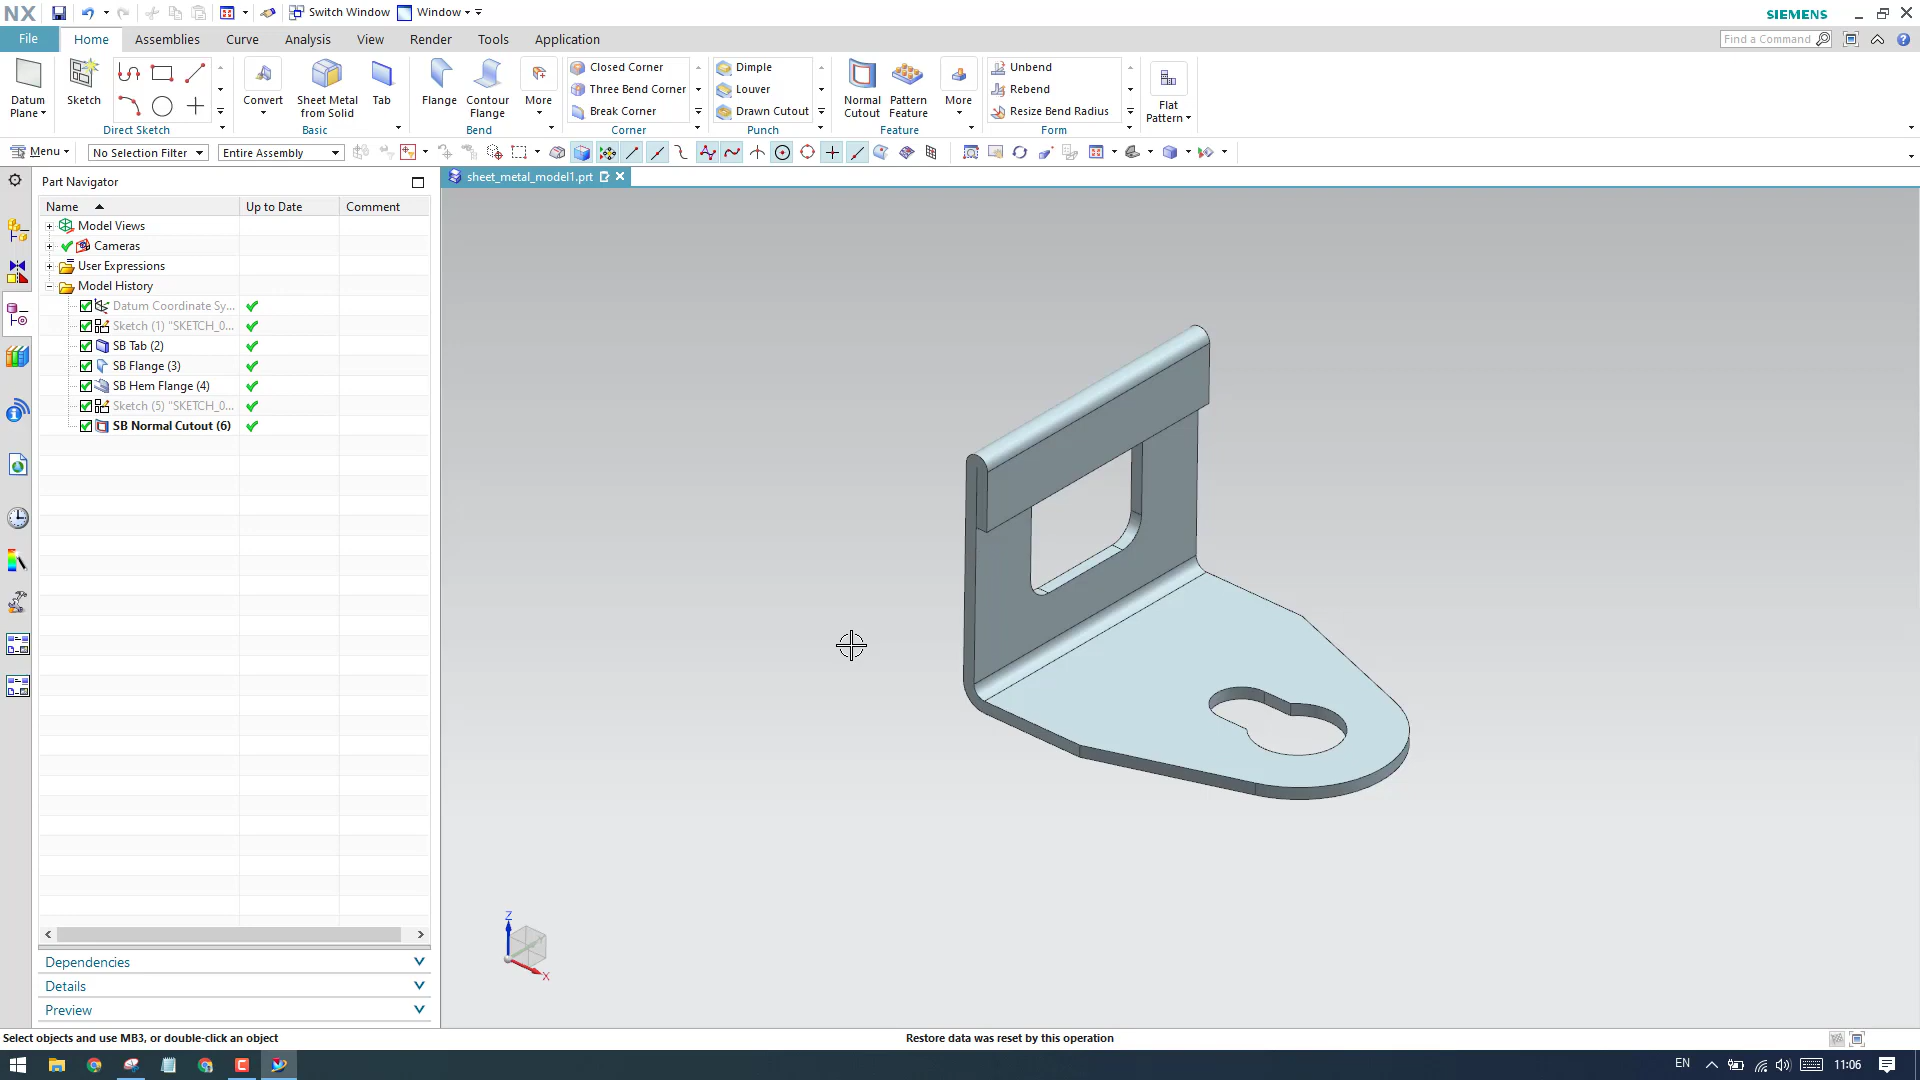 NX Switch Window Window SIEMENS
File Home Assemblies Curve Analysis View Render Tools Application Find a Command
Datum Plane Sketch Convert Sheet Metal from Solid Tab Flange Contour Flange More Closed Corner Three Bend Corner Break Corner Dimple Louver Drawn Cutout Normal Cutout Pattern Feature More Unbend Rebend Resize Bend Radius Flat Pattern
Direct Sketch Basic Bend Corner Punch Feature Form
Menu No Selection Filter Entire Assembly
Part Navigator sheet_metal_model1.prt
Name Up to Date Comment
Model Views
Cameras
User Expressions
Model History
Datum Coordinate Sy...
Sketch (1) "SKETCH_0...
SB Tab (2)
SB Flange (3)
SB Hem Flange (4)
Sketch (5) "SKETCH_0...
SB Normal Cutout (6)
Z
X
Dependencies
Details
Preview
Select objects and use MB3, or double-click an object Restore data was reset by this operation
EN 11:06